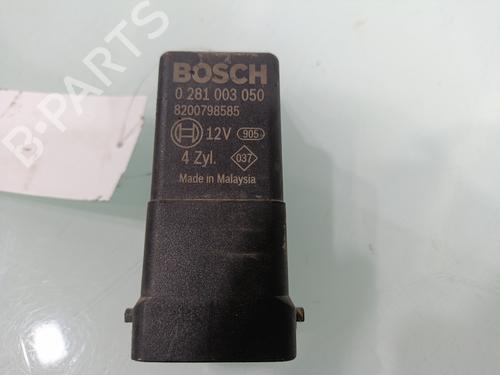 B-PARTS
BOSCH
0 281 003 050
8200798585
12V 905
4 Zyl. 037
Made in Malaysia